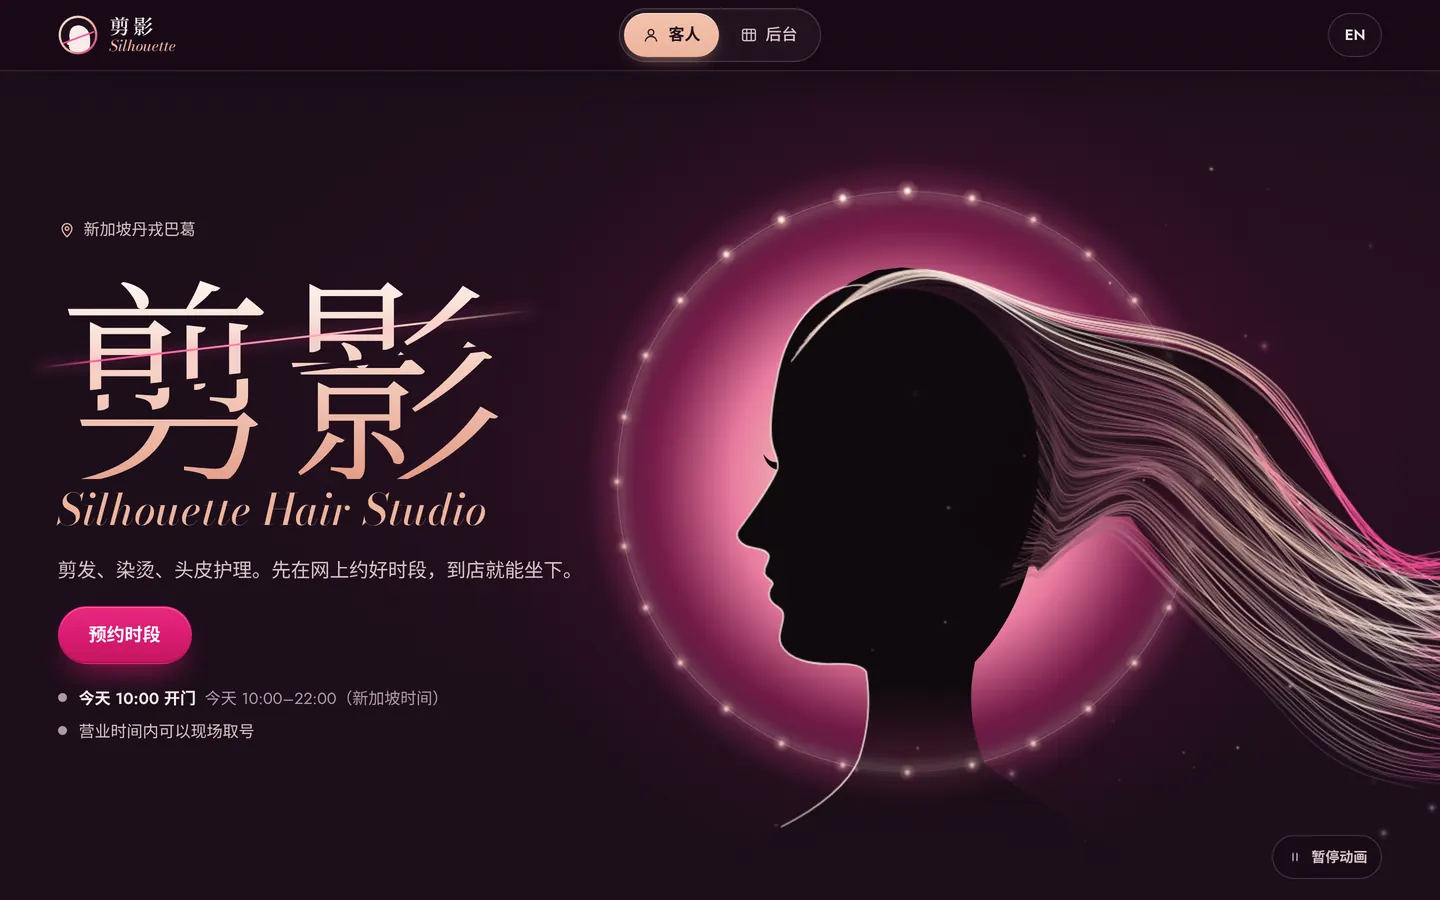 剪影
Silhouette
客人
后台
EN
新加坡丹戎巴葛
剪影
Silhouette Hair Studio
剪发、染烫、头皮护理。先在网上约好时段，到店就能坐下。
预约时段
今天 10:00 开门 今天 10:00–22:00（新加坡时间）
营业时间内可以现场取号
暂停动画